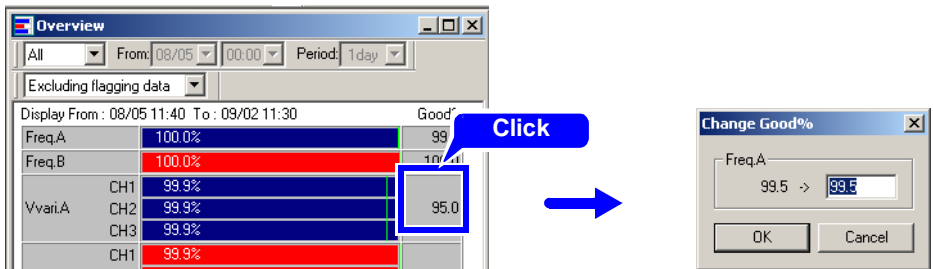 Overview
All From: 08/05 00:00 Period: 1day
Excluding flagging data
Display From : 08/05 11:40 To : 09/02 11:30 Good
Freq.A 100.0% 99
Freq.B 100.0%
CH1 99.9%
Vvari.A CH2 99.9% 95.0
CH3 99.9%
CH1 99.9%
Click
Change Good%
Freq.A
99.5 -> 99.5
OK Cancel